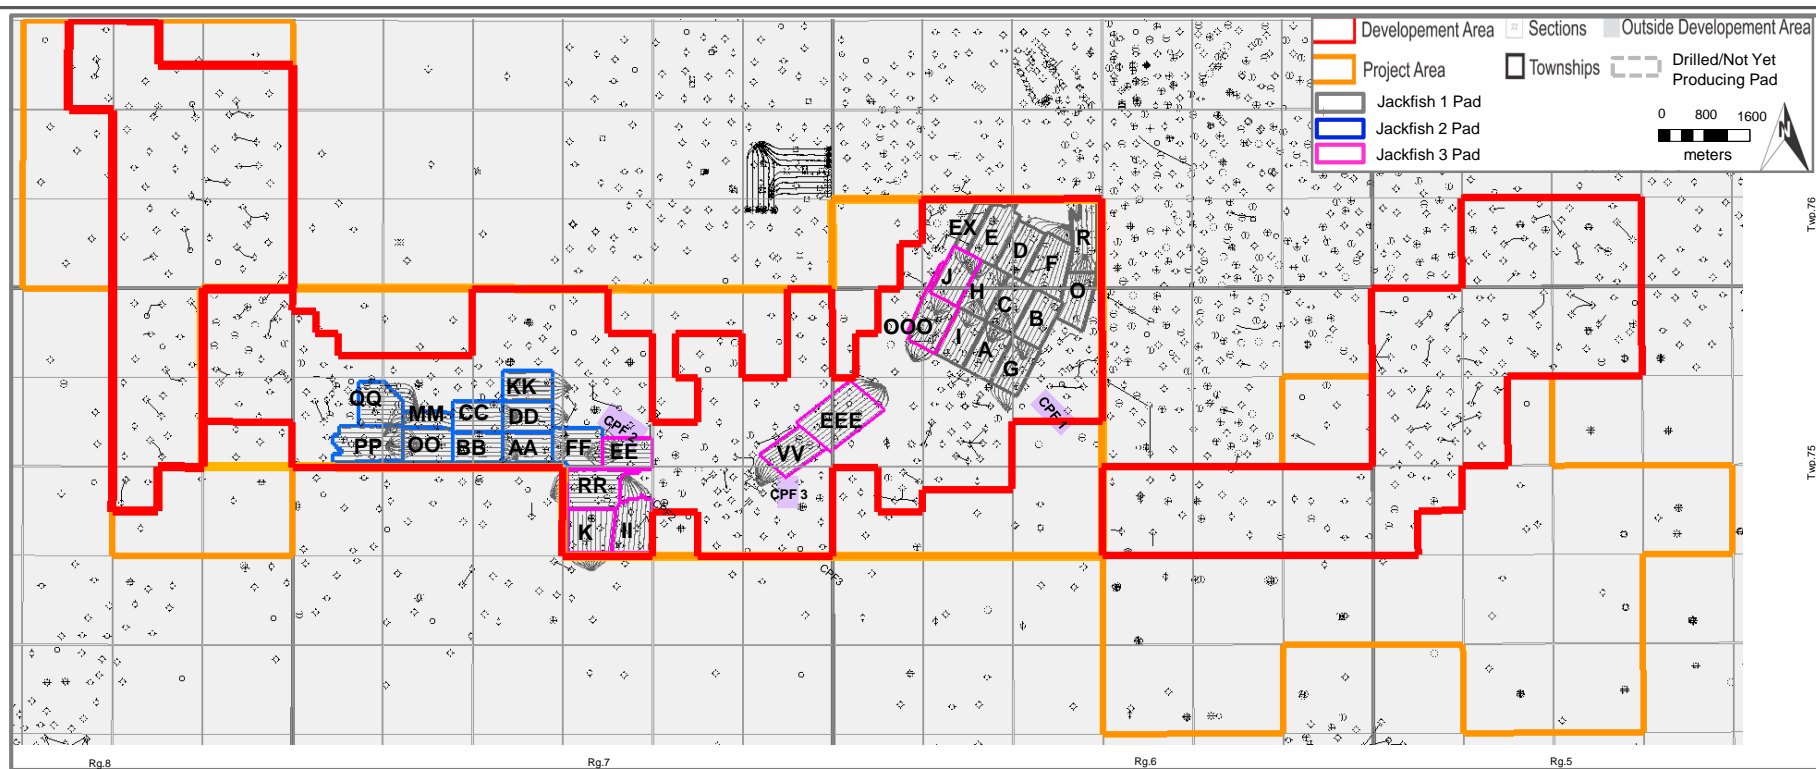 Developement Area
Sections
Outside Developement Area
Project Area
Townships
Drilled/Not Yet
Producing Pad
Jackfish 1 Pad
Jackfish 2 Pad
Jackfish 3 Pad
0 800 1600
meters
N
Twp.76
EX
E
D
F
R
J
H
C
O
B
OOO
I
A
G
KK
QQ
MM
CC
DD
CPF 1
PP
OO
BB
AA
FF
CPF 2
EE
EEE
VV
Twp.75
RR
CPF 3
CPF2
K
II
CPF3
Rg.8
Rg.7
Rg.6
Rg.5